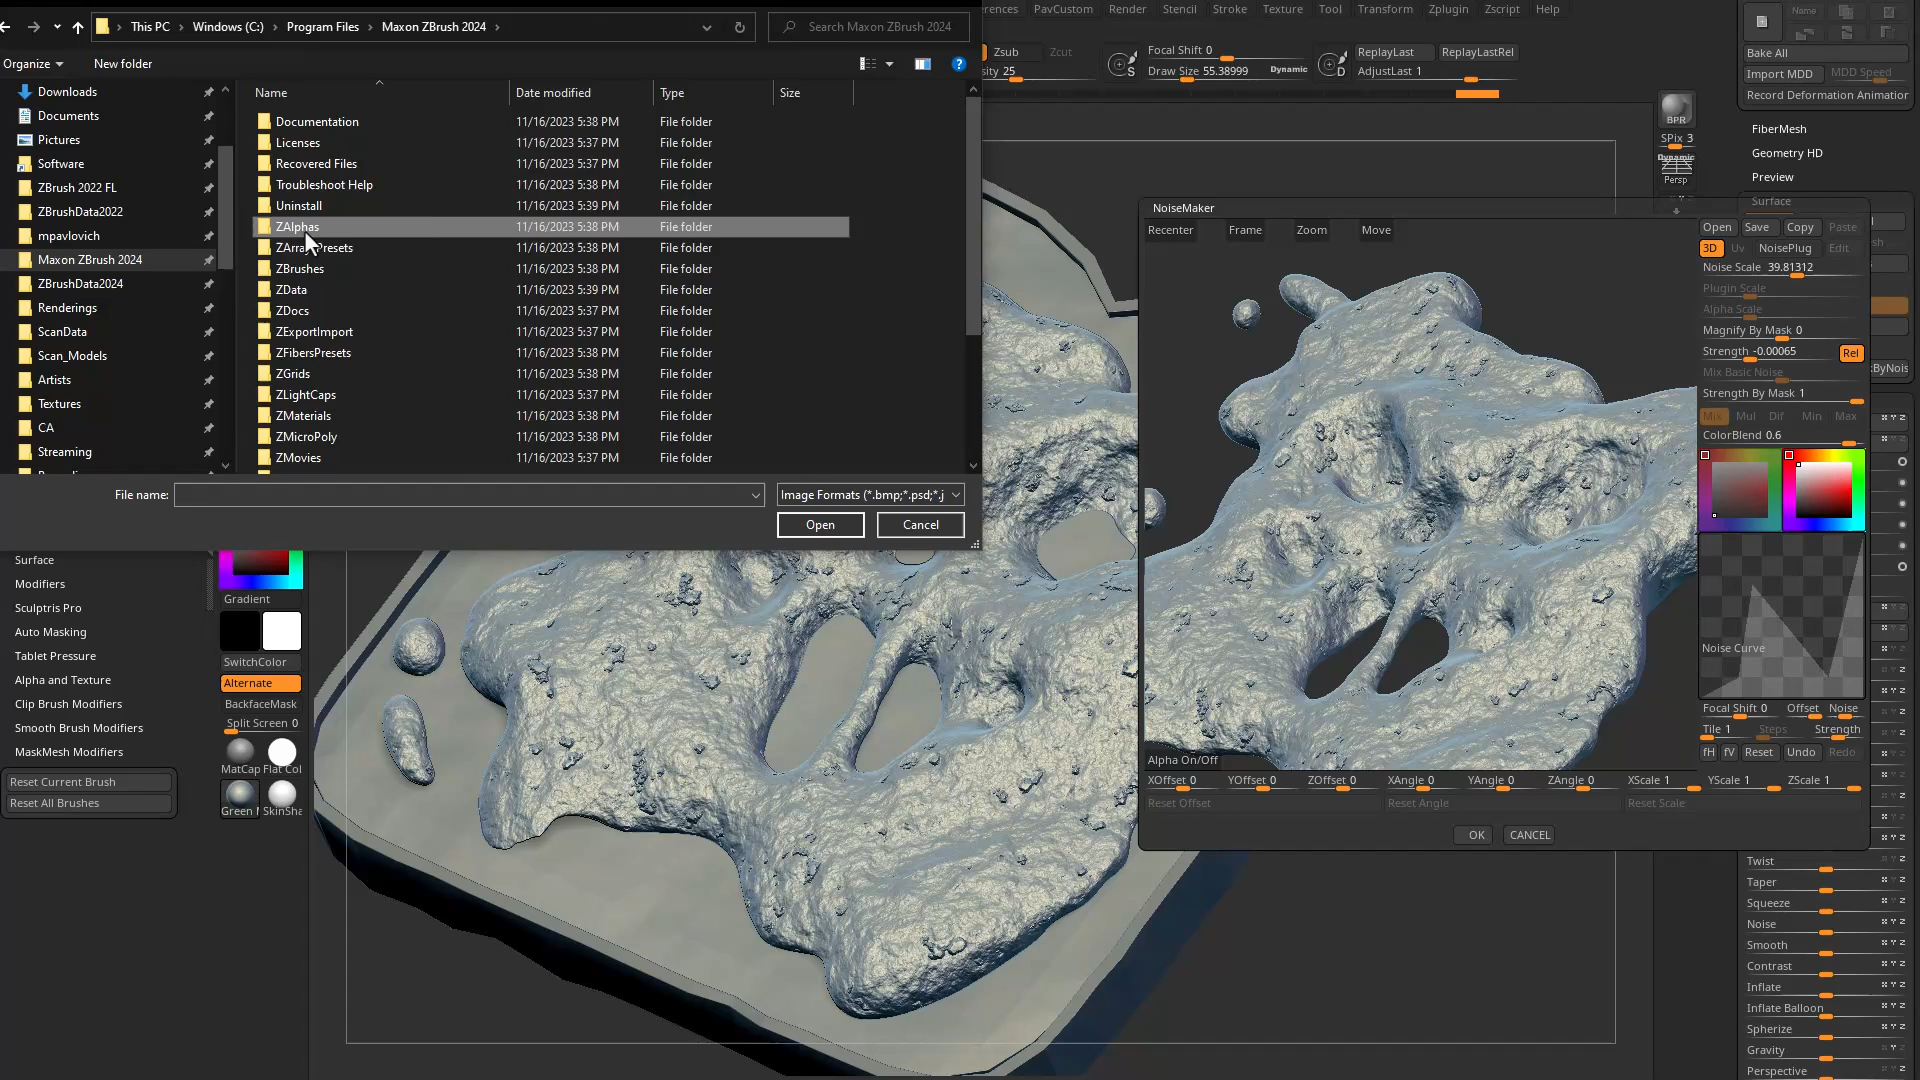 This PC > Windows (C:) > Program Files > Maxon ZBrush 2024 >
Search Maxon ZBrush 2024
Organize
New folder
Downloads
Documents
Pictures
Software
ZBrush 2022 FL
ZBrushData2022
mpavlovich
Maxon ZBrush 2024
ZBrushData2024
Renderings
ScanData
Scan_Models
Artists
Textures
CA
Streaming
Name Date modified Type Size
Documentation 11/16/2023 5:38 PM File folder
Licenses 11/16/2023 5:37 PM File folder
Recovered Files 11/16/2023 5:37 PM File folder
Troubleshoot Help 11/16/2023 5:38 PM File folder
Uninstall 11/16/2023 5:39 PM File folder
ZAlphas 11/16/2023 5:38 PM File folder
11/16/2023 5:38 PM File folder
ZBrushes 11/16/2023 5:38 PM File folder
ZData 11/16/2023 5:39 PM File folder
ZDocs 11/16/2023 5:37 PM File folder
ZExportImport 11/16/2023 5:37 PM File folder
ZFibersPresets 11/16/2023 5:38 PM File folder
ZGrids 11/16/2023 5:37 PM File folder
ZLightCaps 11/16/2023 5:37 PM File folder
ZMaterials 11/16/2023 5:38 PM File folder
ZMicroPoly 11/16/2023 5:38 PM File folder
ZMovies 11/16/2023 5:37 PM File folder
File name:
Image Formats (*.bmp;*.psd;*.j
Open Cancel
PavCustom Render Stencil Stroke Texture Tool Transform Zplugin Zscript Help
Zsub Zcut
sity 25
S
Focal Shift 0
Draw Size 55.38999 Dynamic
D
ReplayLast ReplayLastRel
AdjustLast 1
BPR
SPix 3
Dynamic
Persp
Name
Bake All
Import MDD MDD Speed
Record Deformation Animation
FiberMesh
Geometry HD
Preview
Surface
NoiseMaker
Recenter Frame Zoom Move
Open Save Copy Paste
3D Uv NoisePlug Edit
Noise Scale 39.81312
Plugin Scale
Alpha Scale
Magnify By Mask 0
Strength -0.00065 Rel
Mix Basic Noise
Strength By Mask 1
Mix Mul Dif Min Max
ColorBlend 0.6
Noise Curve
Focal Shift 0 Offset Noise
Tile 1 Steps Strength
fH fV Reset Undo Redo
Alpha On/Off
XOffset 0 YOffset 0 ZOffset 0 XAngle 0 YAngle 0 ZAngle 0 XScale 1 YScale 1 ZScale 1
Reset Offset Reset Angle Reset Scale
OK CANCEL
Surface
Modifiers
Sculptris Pro
Auto Masking
Tablet Pressure
Alpha and Texture
Clip Brush Modifiers
Smooth Brush Modifiers
MaskMesh Modifiers
Reset Current Brush
Reset All Brushes
Gradient
SwitchColor
Alternate
BackfaceMask
Split Screen 0
MatCap Flat Col
Green SkinSha
Twist
Taper
Squeeze
Noise
Smooth
Contrast
Inflate
Inflate Balloon
Spherize
Gravity
Perspective